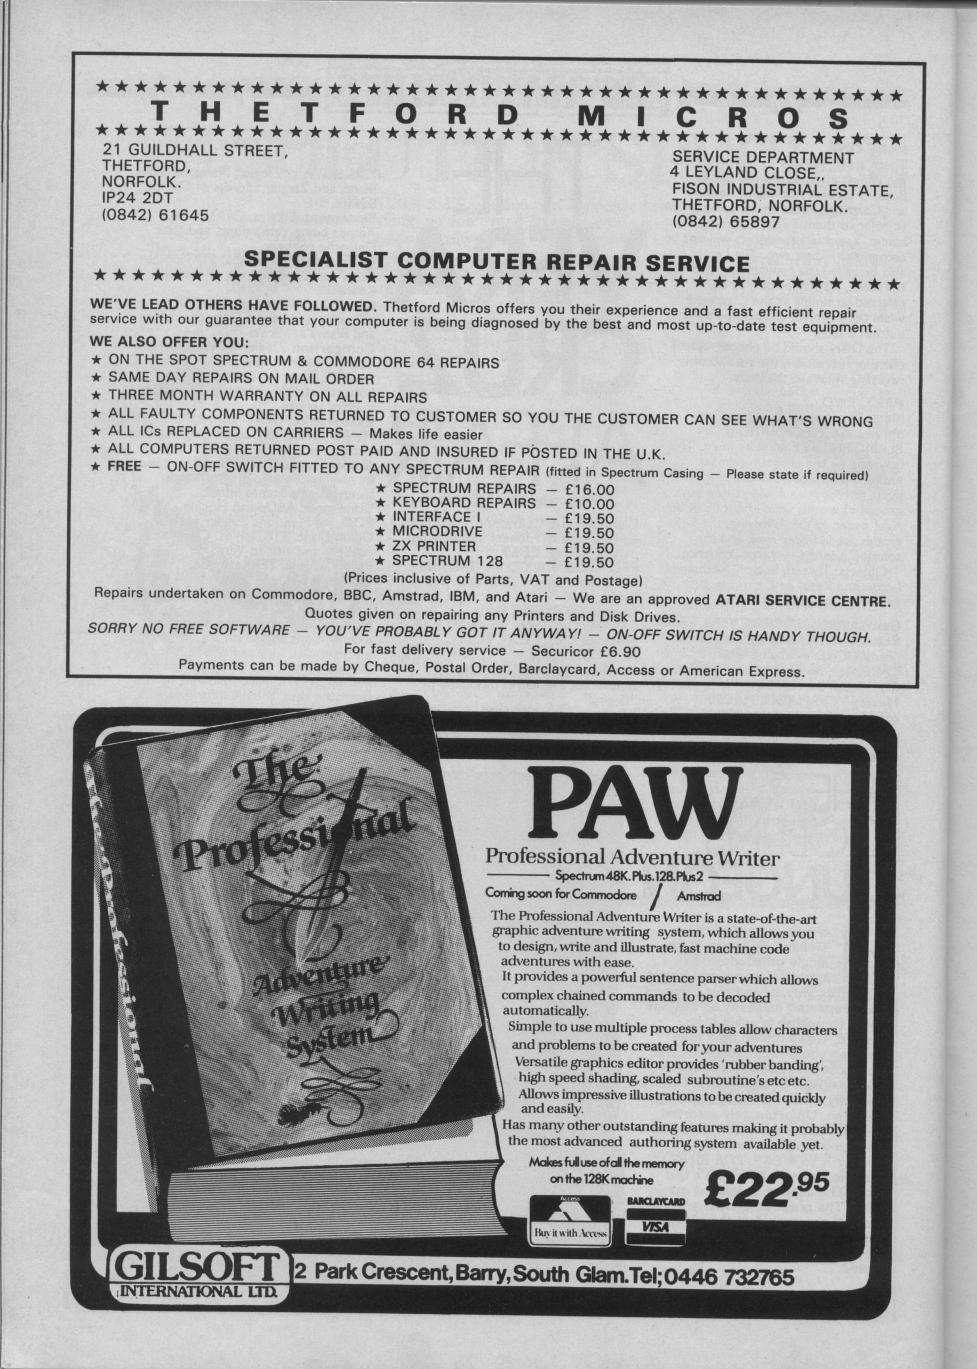 ★ ★ ★ ★ ★ ★ ★ ★ ★ ★ ★ ★ ★ ★ ★ ★ ★ ★ ★ ★ ★ ★ ★ ★ ★ ★ ★ ★ ★ ★ ★ ★ ★ ★ ★ ★ ★ ★ ★ ★ ★ ★
THETFORD MICROS
★ ★ ★ ★ ★ ★ ★ ★ ★ ★ ★ ★ ★ ★ ★ ★ ★ ★ ★ ★ ★ ★ ★ ★ ★ ★ ★ ★ ★ ★ ★ ★ ★ ★ ★ ★ ★ ★ ★ ★ ★ ★
21 GUILDHALL STREET,
THETFORD,
NORFOLK.
IP24 2DT
(0842) 61645
SERVICE DEPARTMENT
4 LEYLAND CLOSE,,
FISON INDUSTRIAL ESTATE,
THETFORD, NORFOLK.
(0842) 65897
SPECIALIST COMPUTER REPAIR SERVICE
★ ★ ★ ★ ★ ★ ★ ★ ★ ★ ★ ★ ★ ★ ★ ★ ★ ★ ★ ★ ★ ★ ★ ★ ★ ★ ★ ★ ★ ★ ★ ★ ★ ★ ★ ★ ★ ★ ★ ★ ★ ★
WE'VE LEAD OTHERS HAVE FOLLOWED. Thetford Micros offers you their experience and a fast efficient repair
service with our guarantee that your computer is being diagnosed by the best and most up-to-date test equipment.
WE ALSO OFFER YOU:
★ ON THE SPOT SPECTRUM & COMMODORE 64 REPAIRS
★ SAME DAY REPAIRS ON MAIL ORDER
★ THREE MONTH WARRANTY ON ALL REPAIRS
★ ALL FAULTY COMPONENTS RETURNED TO CUSTOMER SO YOU THE CUSTOMER CAN SEE WHAT'S WRONG
★ ALL ICs REPLACED ON CARRIERS — Makes life easier
★ ALL COMPUTERS RETURNED POST PAID AND INSURED IF POSTED IN THE U.K.
★ FREE — ON-OFF SWITCH FITTED TO ANY SPECTRUM REPAIR (fitted in Spectrum Casing — Please state if required)
★ SPECTRUM REPAIRS — £16.00
★ KEYBOARD REPAIRS — £10.00
★ INTERFACE I — £19.50
★ MICRODRIVE — £19.50
★ ZX PRINTER — £19.50
★ SPECTRUM 128 — £19.50
(Prices inclusive of Parts, VAT and Postage)
Repairs undertaken on Commodore, BBC, Amstrad, IBM, and Atari — We are an approved ATARI SERVICE CENTRE.
Quotes given on repairing any Printers and Disk Drives.
SORRY NO FREE SOFTWARE — YOU'VE PROBABLY GOT IT ANYWAY! — ON-OFF SWITCH IS HANDY THOUGH.
For fast delivery service — Securicor £6.90
Payments can be made by Cheque, Postal Order, Barclaycard, Access or American Express.
The
Professional
Adventure
Writing
System
The Professional
PAW
Professional Adventure Writer
Spectrum 48K.Plus.128.Plus2
Coming soon for Commodore / Amstrad
The Professional Adventure Writer is a state-of-the-art
graphic adventure writing system, which allows you
to design, write and illustrate, fast machine code
adventures with ease.
It provides a powerful sentence parser which allows
complex chained commands to be decoded
automatically.
Simple to use multiple process tables allow characters
and problems to be created for your adventures
Versatile graphics editor provides 'rubber banding',
high speed shading, scaled subroutine's etc etc.
Allows impressive illustrations to be created quickly
and easily.
Has many other outstanding features making it probably
the most advanced authoring system available yet.
Makes full use of all the memory
on the 128K machine
£22.95
Access
Buy it with Access
BARCLAYCARD
VISA
GILSOFT
INTERNATIONAL LTD.
2 Park Crescent, Barry, South Glam. Tel; 0446 732765